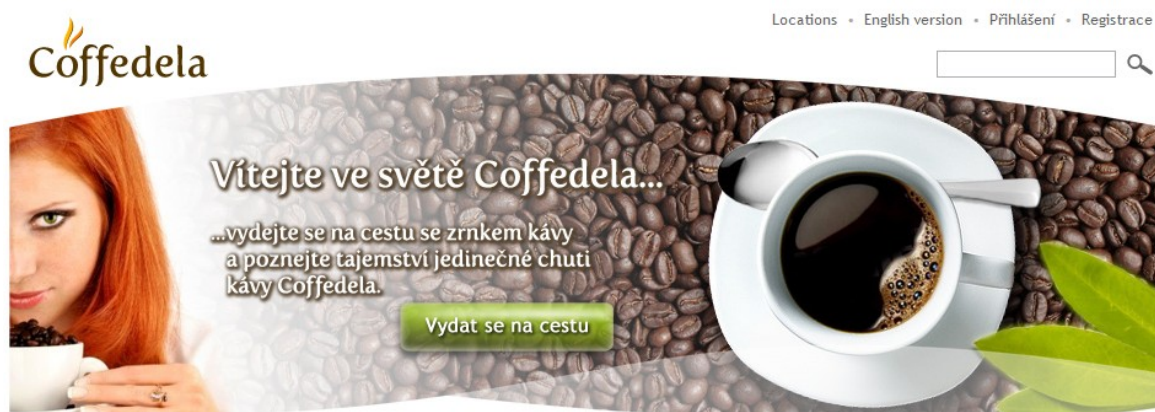 Locations • English version • Přihlášení • Registrace
Coffedela
Vítejte ve světě Coffedela...
...vydejte se na cestu se zrnkem kávy
a poznejte tajemství jedinečné chuti
kávy Coffedela.
Vydat se na cestu